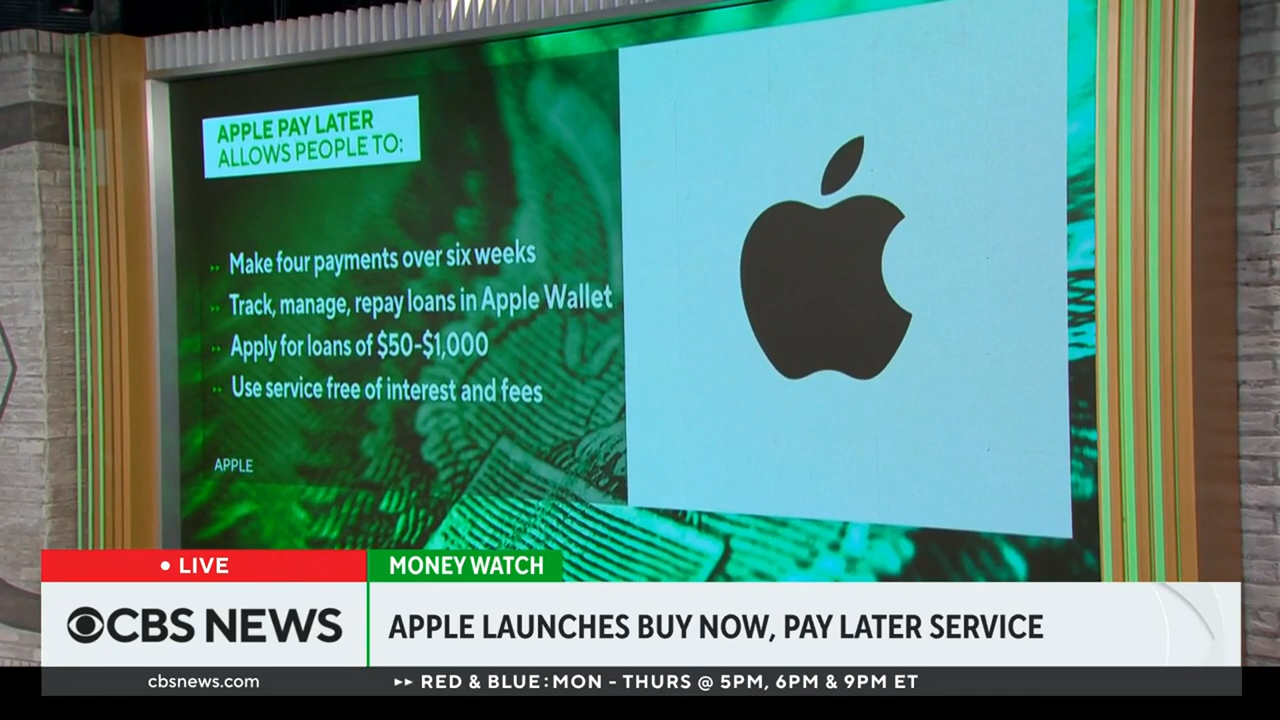 APPLE PAY LATER
ALLOWS PEOPLE TO:
Make four payments over six weeks
Track, manage, repay loans in Apple Wallet
Apply for loans of $50-$1,000
Use service free of interest and fees
APPLE
• LIVE
MONEY WATCH
CBS NEWS
APPLE LAUNCHES BUY NOW, PAY LATER SERVICE
cbsnews.com
RED & BLUE: MON - THURS @ 5PM, 6PM & 9PM ET